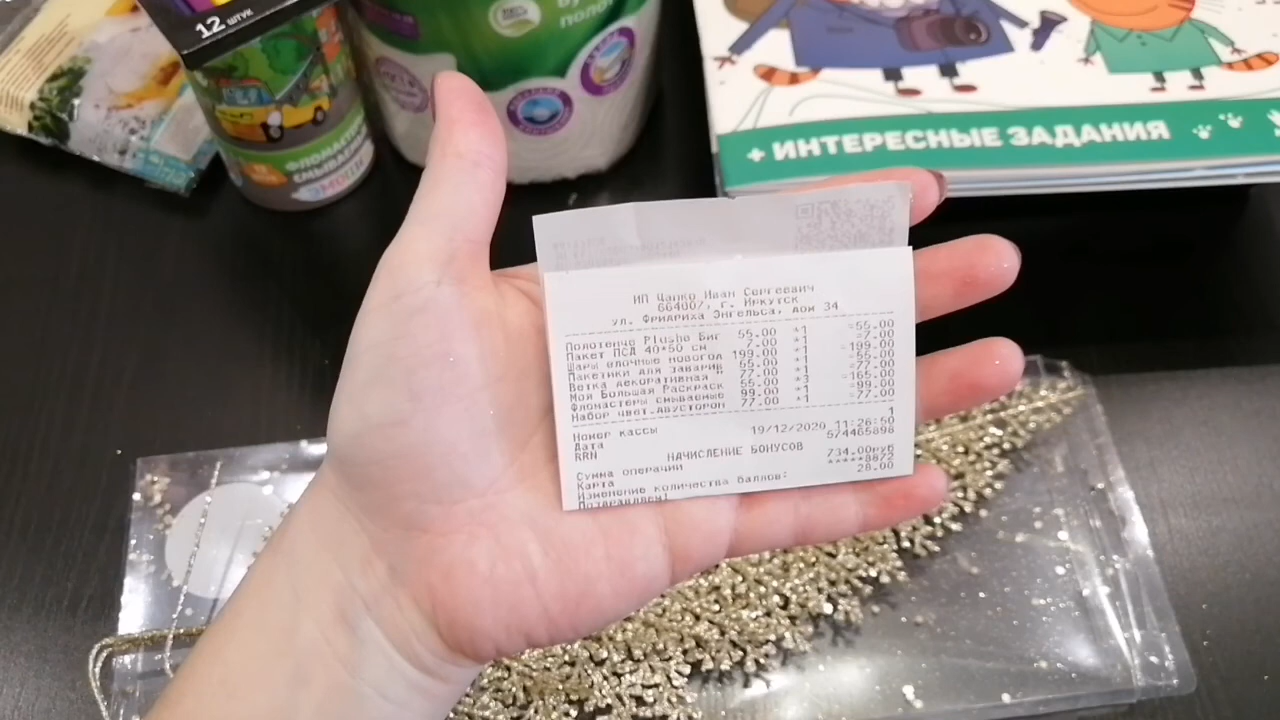 12 ШТУК
ФЛОМАСТЕРЫ
СМЫВАЕМЫЕ
+ ИНТЕРЕСНЫЕ ЗАДАНИЯ
ИП Цапко Иван Сергеевич
664007, г. Иркутск
ул. Фридриха Энгельса, дом 34
Полотенце Plusho Биг 55.00 *1 =55.00
Пакет ПСД 40*50 см 7.00 *1 =7.00
Шары елочные новогод 199.00 *1 =199.00
Пакетики для заварив 55.00 *1 =55.00
Ветка декоративная " 77.00 *1 =77.00
Моя Большая Раскраск 55.00 *3 =165.00
Фломастеры смываемые 99.00 *1 =99.00
Набор цвет.двусторон 77.00 *1 =77.00
Номер кассы 1
Дата 19/12/2020 11:26:50
RRN 574465898
НАЧИСЛЕНИЕ БОНУСОВ
Сумма операции 734.00руб
Карта *****8872
Изменение количества баллов: 28.00
Поздравляем!